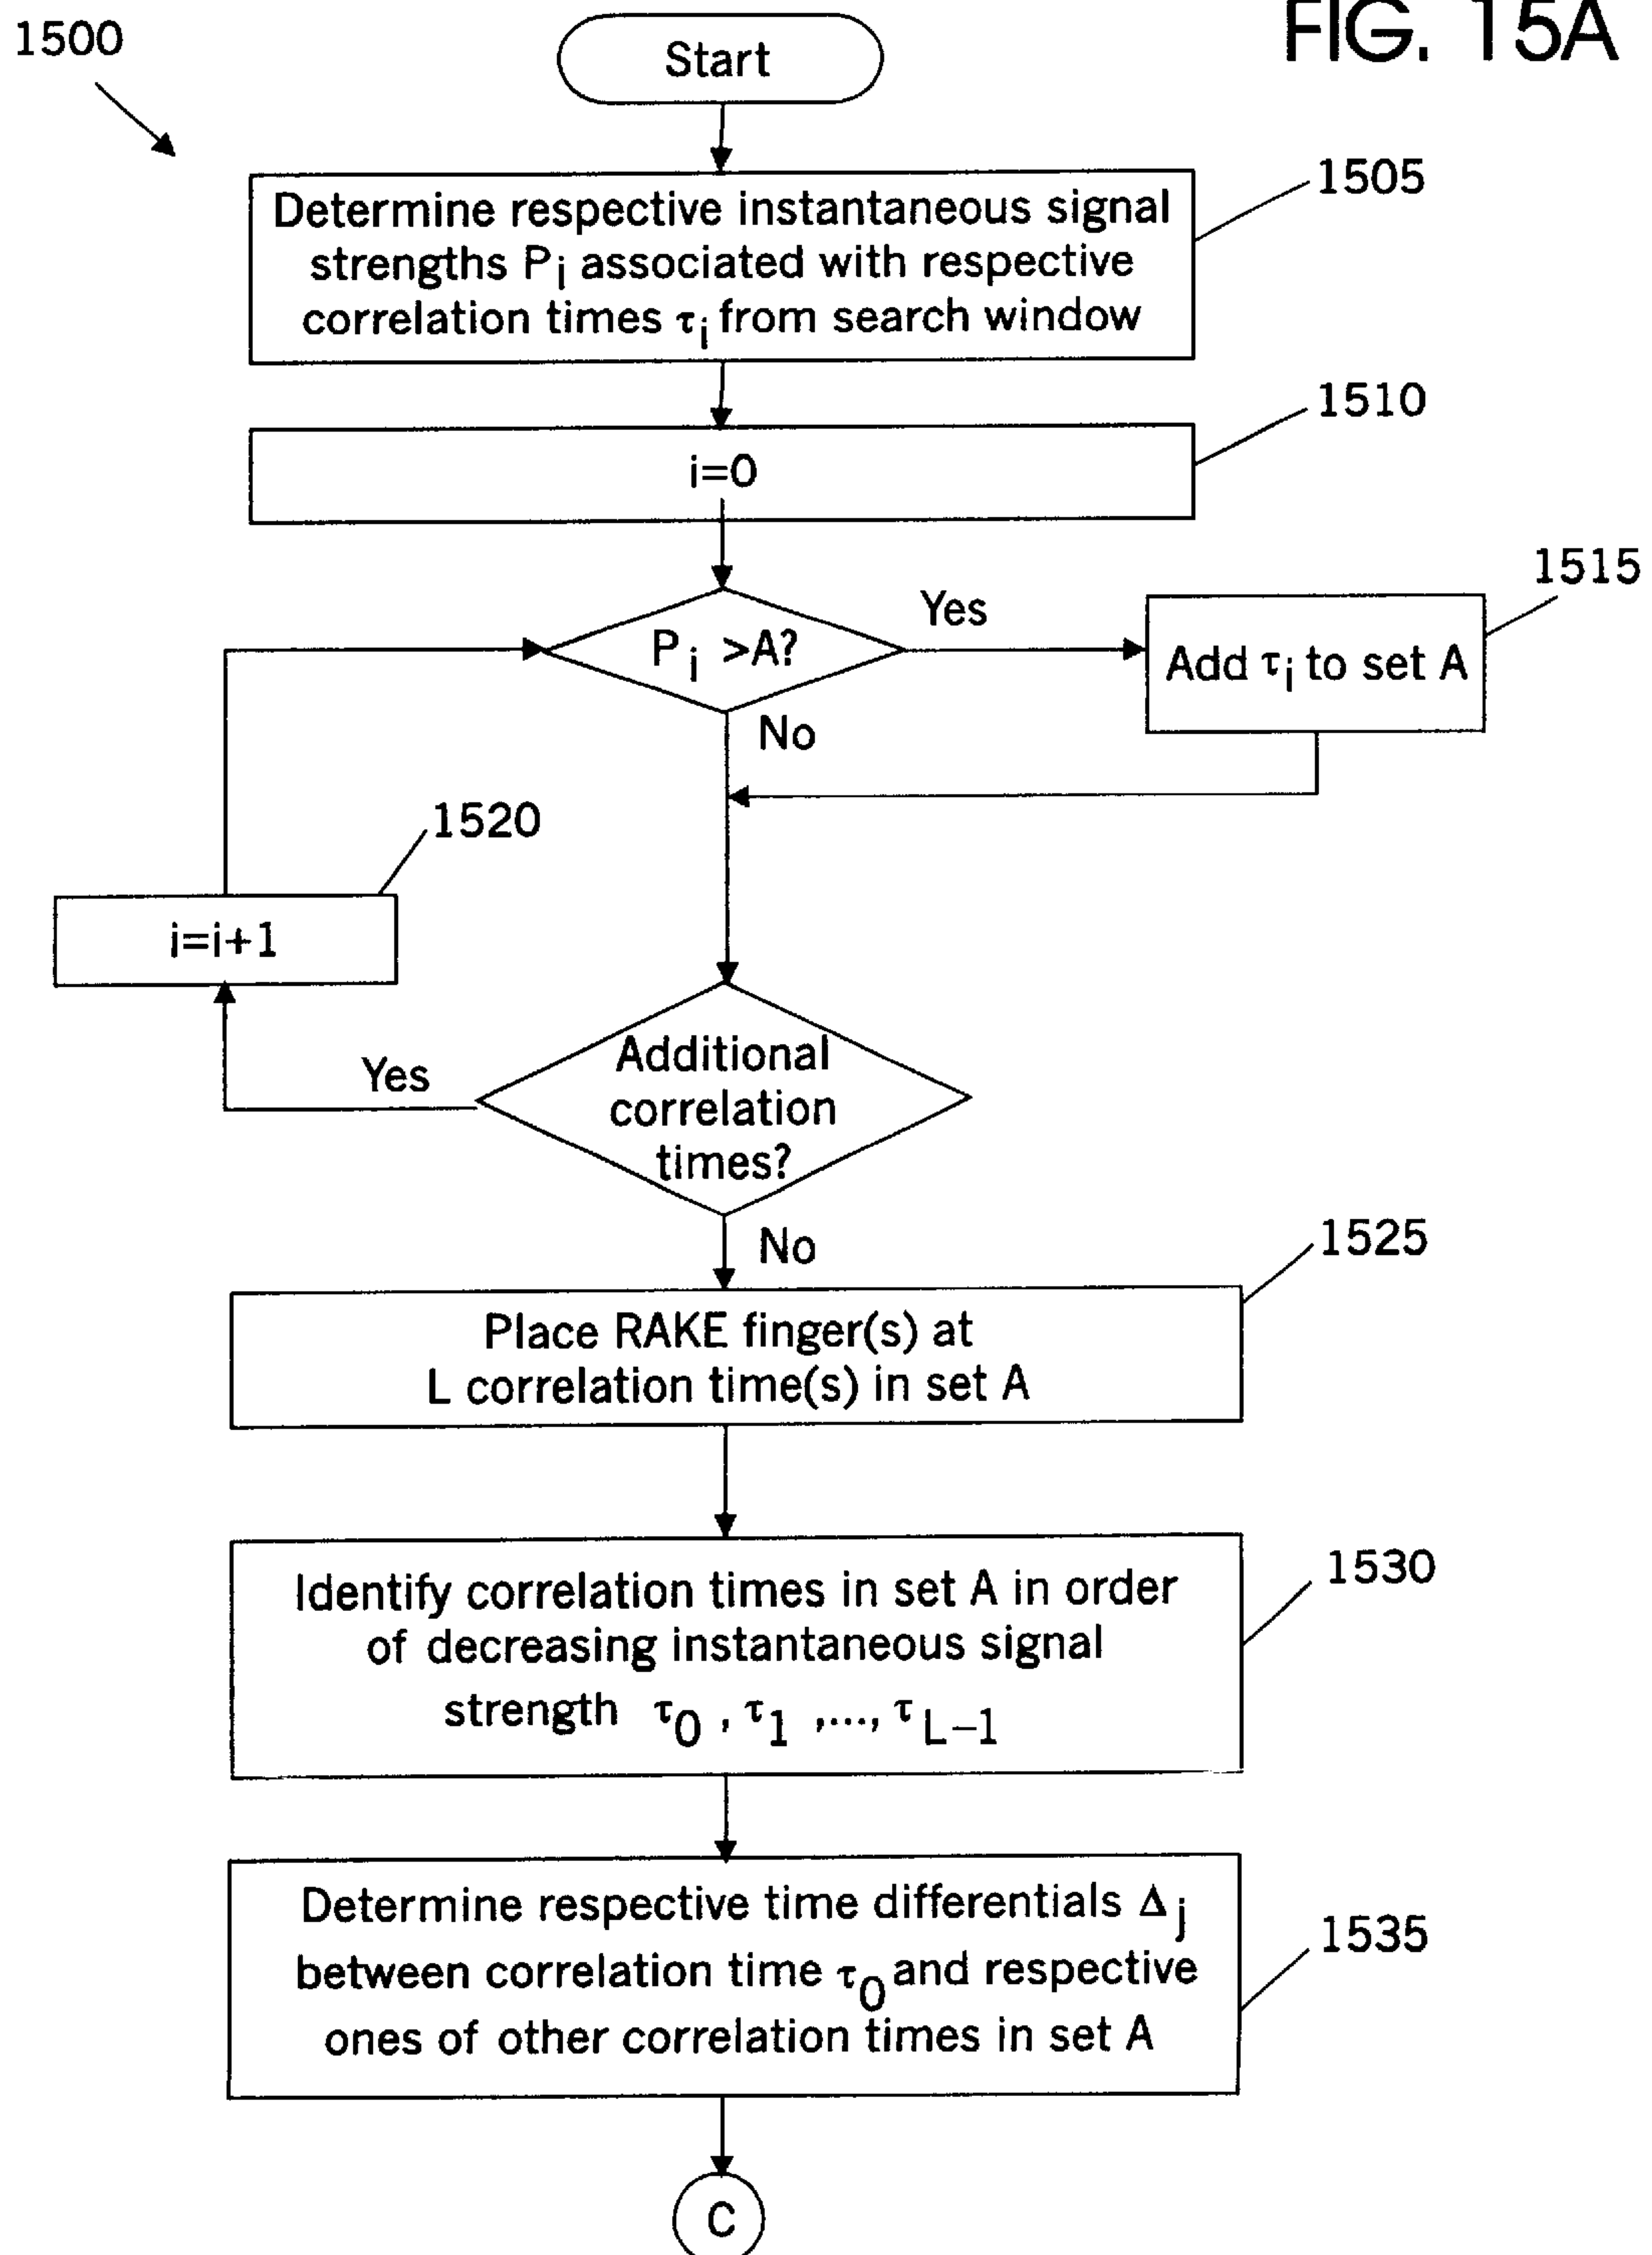 FIG. 15A
1500
Start
1505
Determine respective instantaneous signal
strengths Pi associated with respective
correlation times τi from search window
1510
i=0
1515
Pi >A?
Yes
Add τi to set A
No
1520
i=i+1
Additional
correlation
times?
Yes
No
1525
Place RAKE finger(s) at
L correlation time(s) in set A
1530
Identify correlation times in set A in order
of decreasing instantaneous signal
strength τ0 , τ1 ,..., τL−1
1535
Determine respective time differentials Δj
between correlation time τ0 and respective
ones of other correlation times in set A
C